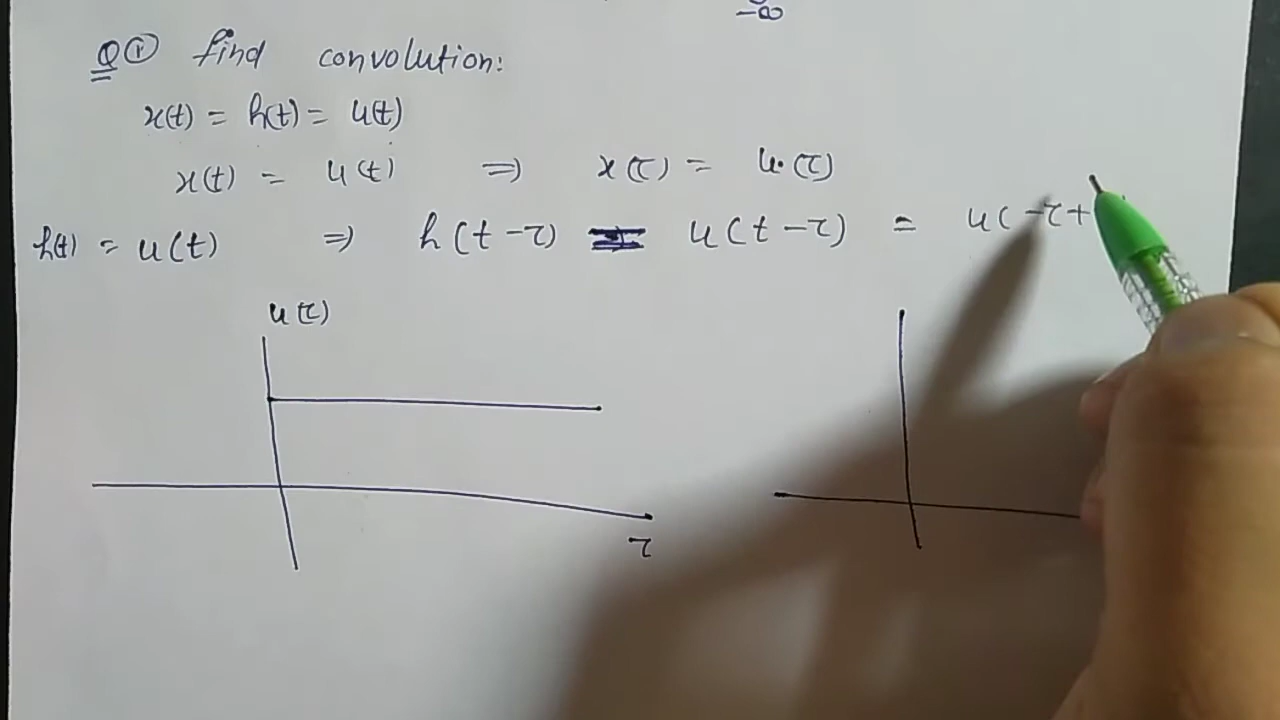 -∞
Q① find convolution:
x(t) = h(t) = u(t)
x(t) = u(t) ⇒ x(τ) = u(τ)
h(t) = u(t) ⇒ h(t-τ) = u(t-τ) = u(-τ+
u(τ)
τ